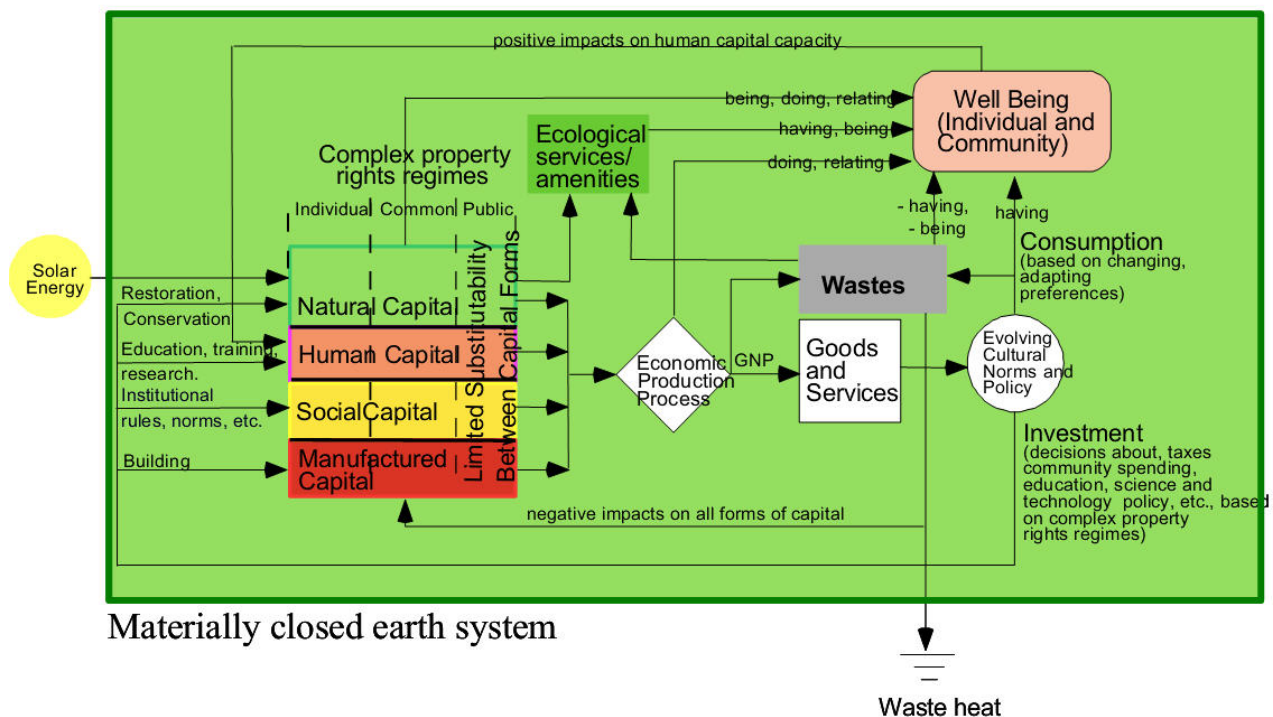 positive impacts on human capital capacity
being, doing, relating
Well Being
(Individual and
Community)
Ecological
services/
amenities
having, being
doing, relating
Complex property
rights regimes
Individual
Common
Public
- having,
- being
having
Solar
Energy
Consumption
(based on changing,
adapting
preferences)
Restoration,
Conservation
Natural Capital
Wastes
Education, training,
research.
Human Capital
Limited Substitutability
Between Capital Forms
Economic
Production
Process
GNP
Goods
and
Services
Evolving
Cultural
Norms and
Policy
Institutional
rules, norms, etc.
SocialCapital
Building
Manufactured
Capital
Investment
(decisions about, taxes
community spending,
education, science and
technology policy, etc., based
on complex property
rights regimes)
negative impacts on all forms of capital
Materially closed earth system
Waste heat